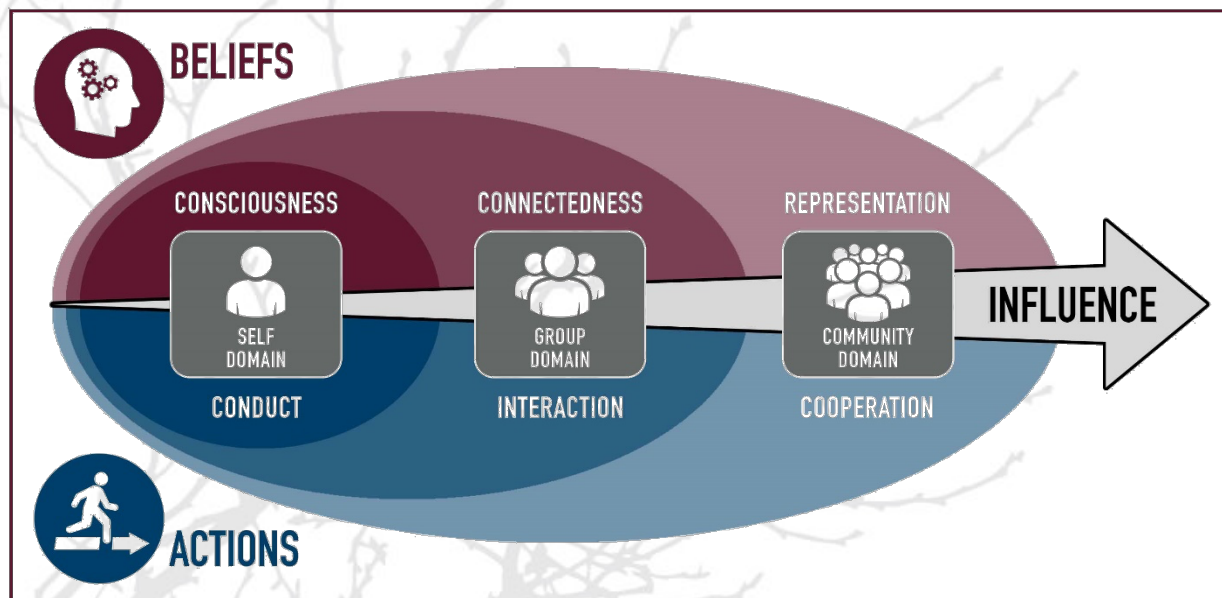 BELIEFS
CONSCIOUSNESS
CONNECTEDNESS
REPRESENTATION
SELF
DOMAIN
GROUP
DOMAIN
COMMUNITY
DOMAIN
INFLUENCE
CONDUCT
INTERACTION
COOPERATION
ACTIONS